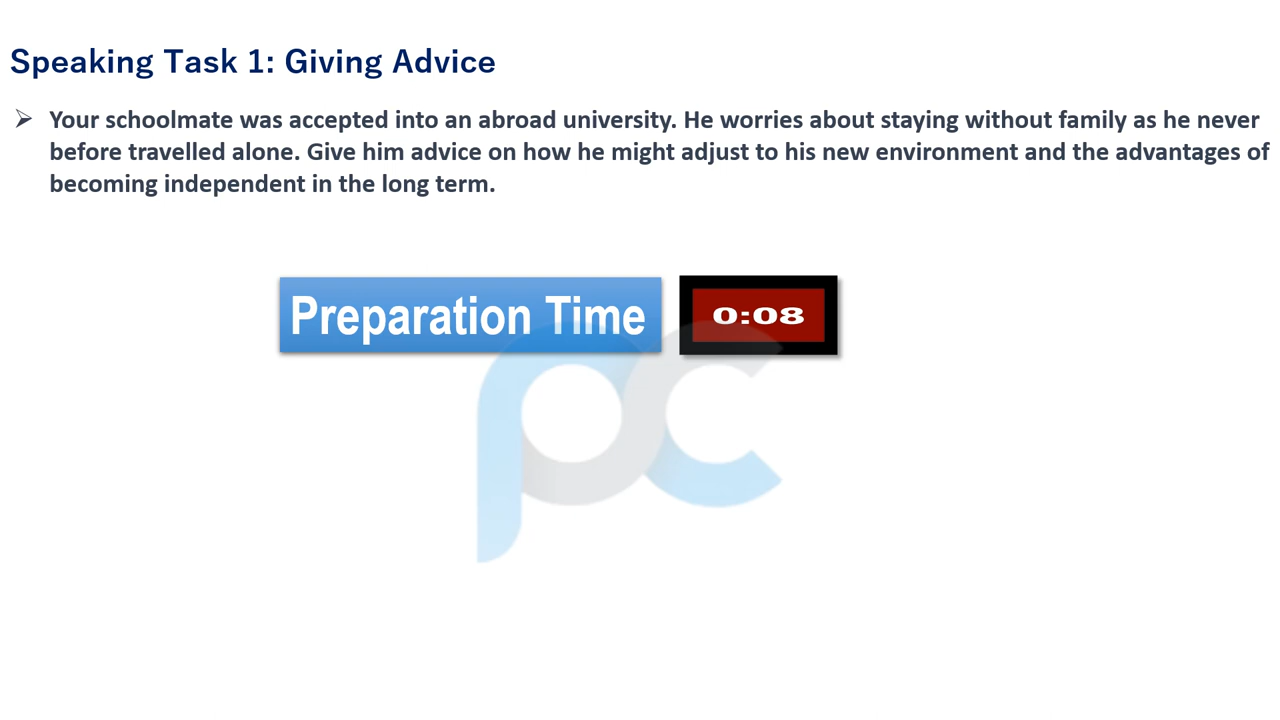 Speaking Task 1: Giving Advice
➢ Your schoolmate was accepted into an abroad university. He worries about staying without family as he never
before travelled alone. Give him advice on how he might adjust to his new environment and the advantages of
becoming independent in the long term.
Preparation Time 0:08
pc